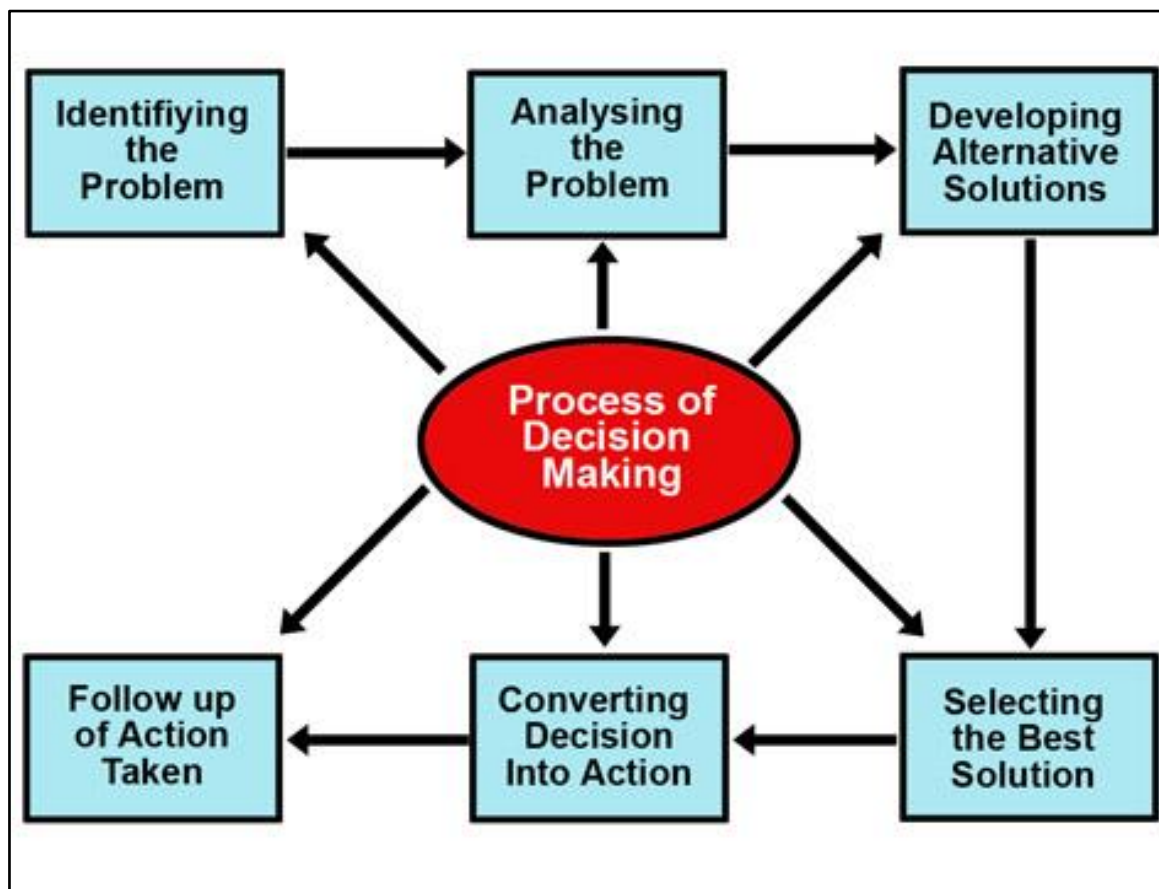 Identifiying
the
Problem
Analysing
the
Problem
Developing
Alternative
Solutions
Process of
Decision
Making
Follow up
of Action
Taken
Converting
Decision
Into Action
Selecting
the Best
Solution